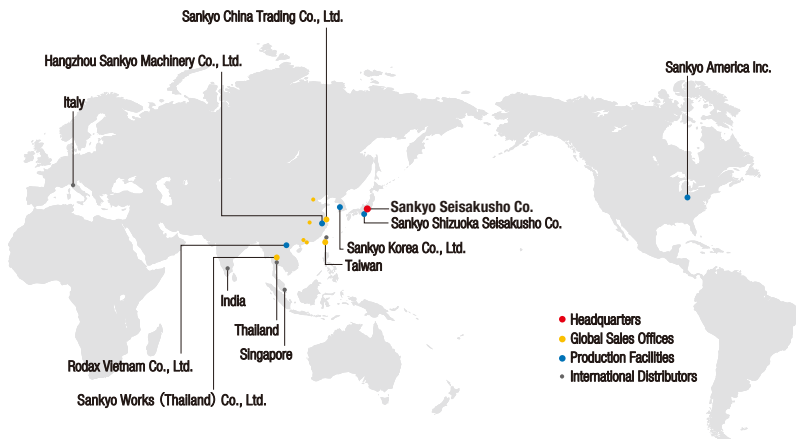 Sankyo China Trading Co., Ltd.
Hangzhou Sankyo Machinery Co., Ltd.
Sankyo America Inc.
Italy
Sankyo Seisakusho Co.
Sankyo Shizuoka Seisakusho Co.
Sankyo Korea Co., Ltd.
Taiwan
India
Thailand
Singapore
Rodax Vietnam Co., Ltd.
Sankyo Works (Thailand) Co., Ltd.
Headquarters
Global Sales Offices
Production Facilities
International Distributors